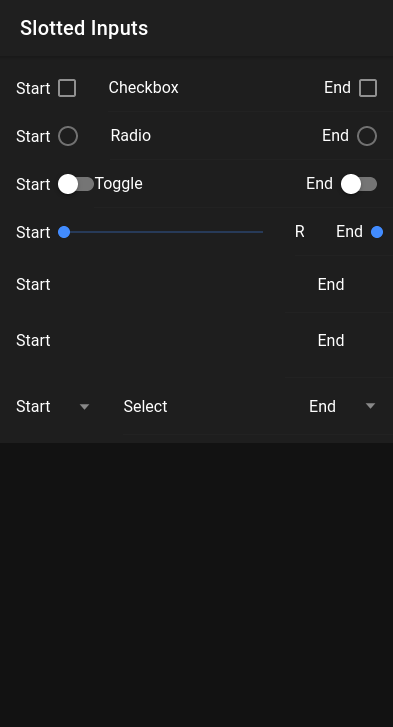 Slotted Inputs
Start Checkbox End
Start Radio End
Start Toggle End
Start R End
Start End
Start End
Start Select End